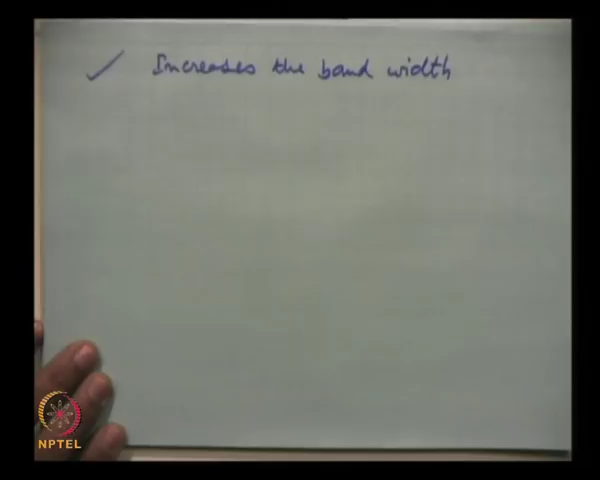 ✓ Increases the band width
NPTEL